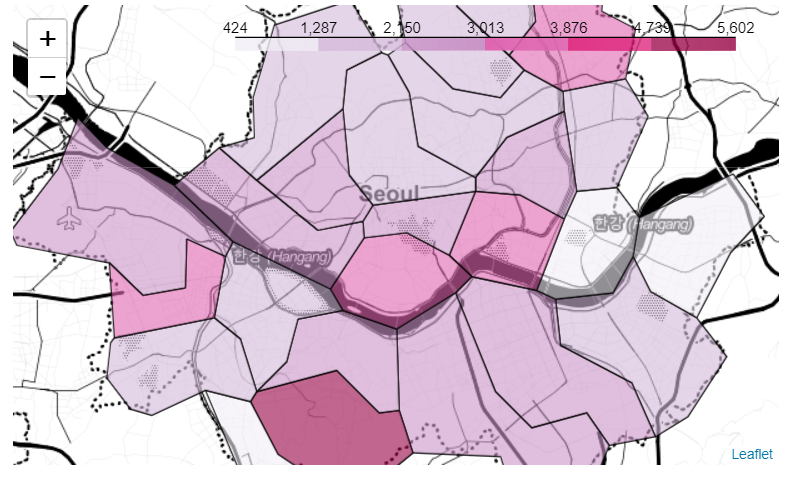 +
−
424 1,287 2,150 3,013 3,876 4,739 5,602
Seoul
한강 (Hangang)
한강 (Hangang)
Leaflet